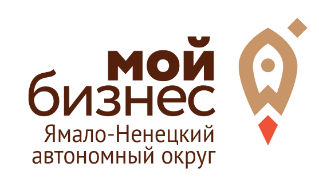 мой
бизнес
Ямало-Ненецкий
автономный округ